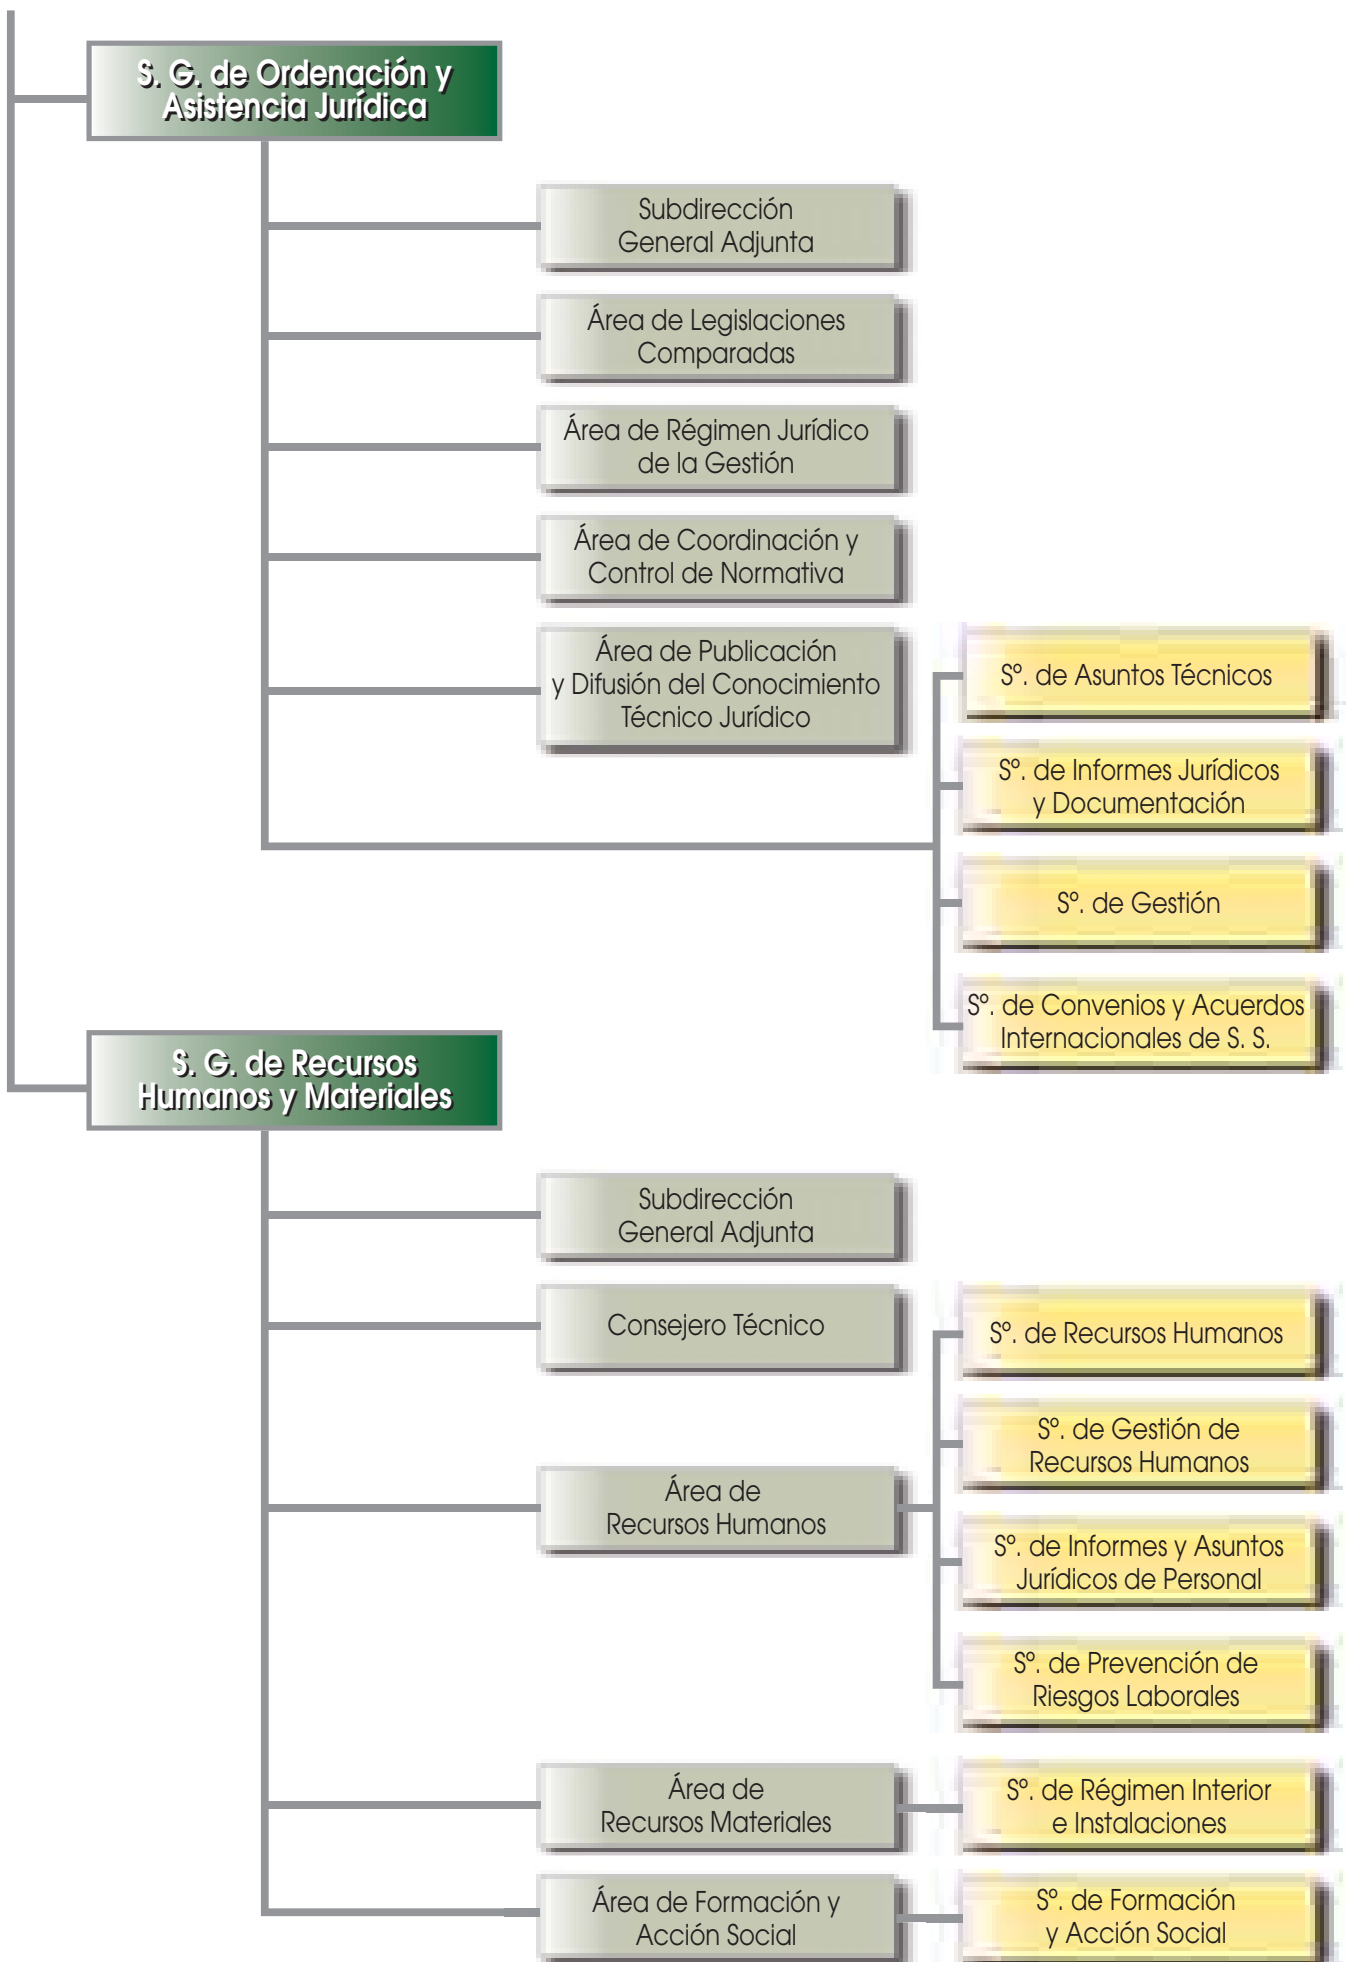 S. G. de Ordenación y
Asistencia Jurídica
Subdirección
General Adjunta
Área de Legislaciones
Comparadas
Área de Régimen Jurídico
de la Gestión
Área de Coordinación y
Control de Normativa
Área de Publicación
y Difusión del Conocimiento
Técnico Jurídico
Sº. de Asuntos Técnicos
Sº. de Informes Jurídicos
y Documentación
Sº. de Gestión
Sº. de Convenios y Acuerdos
Internacionales de S. S.
S. G. de Recursos
Humanos y Materiales
Subdirección
General Adjunta
Consejero Técnico
Área de
Recursos Humanos
Sº. de Recursos Humanos
Sº. de Gestión de
Recursos Humanos
Sº. de Informes y Asuntos
Jurídicos de Personal
Sº. de Prevención de
Riesgos Laborales
Área de
Recursos Materiales
Sº. de Régimen Interior
e Instalaciones
Área de Formación y
Acción Social
Sº. de Formación
y Acción Social